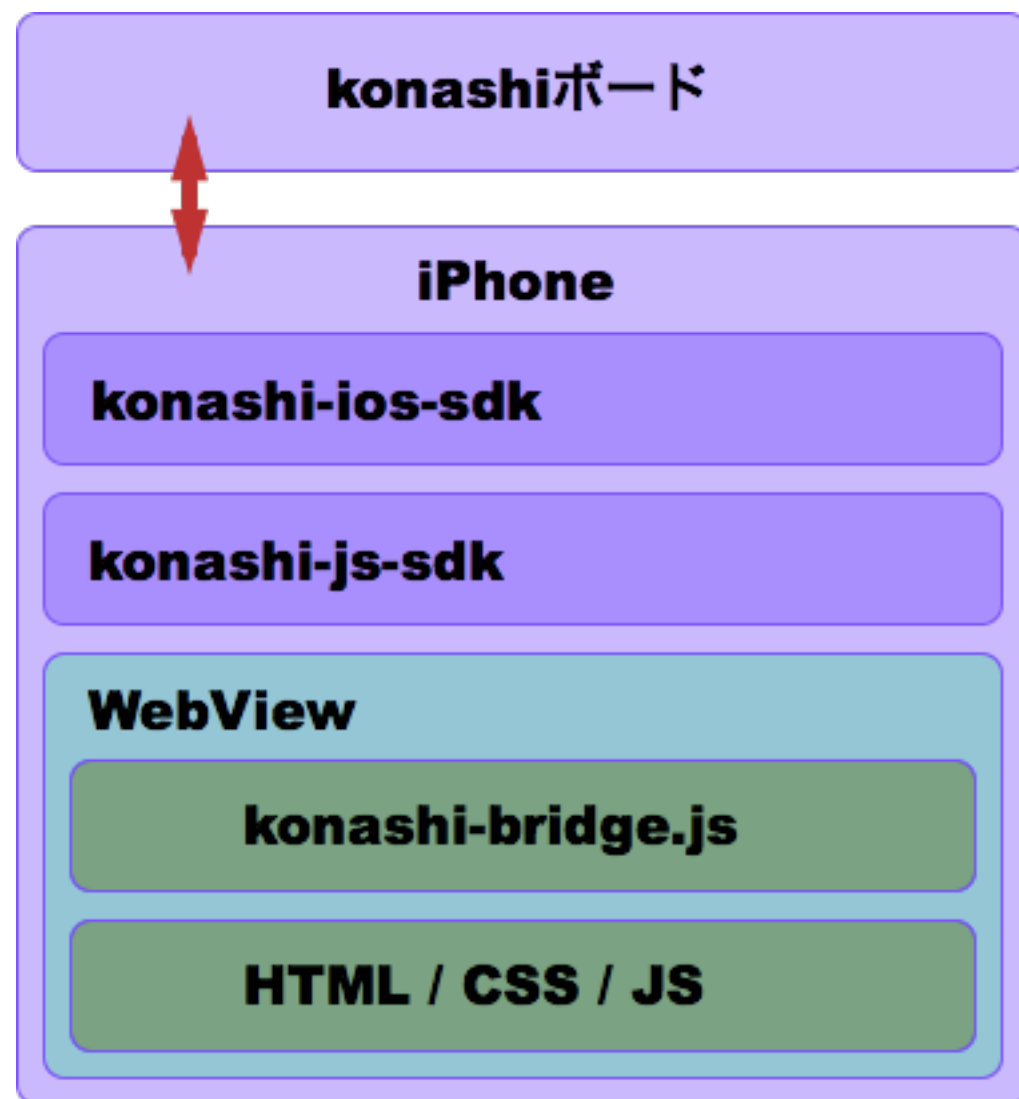 konashiボード
iPhone
konashi-ios-sdk
konashi-js-sdk
WebView
konashi-bridge.js
HTML / CSS / JS